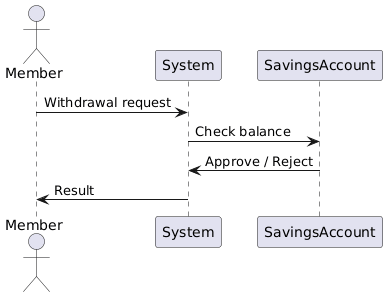 Member
System
SavingsAccount
Withdrawal request
Check balance
Approve / Reject
Result
Member
System
SavingsAccount